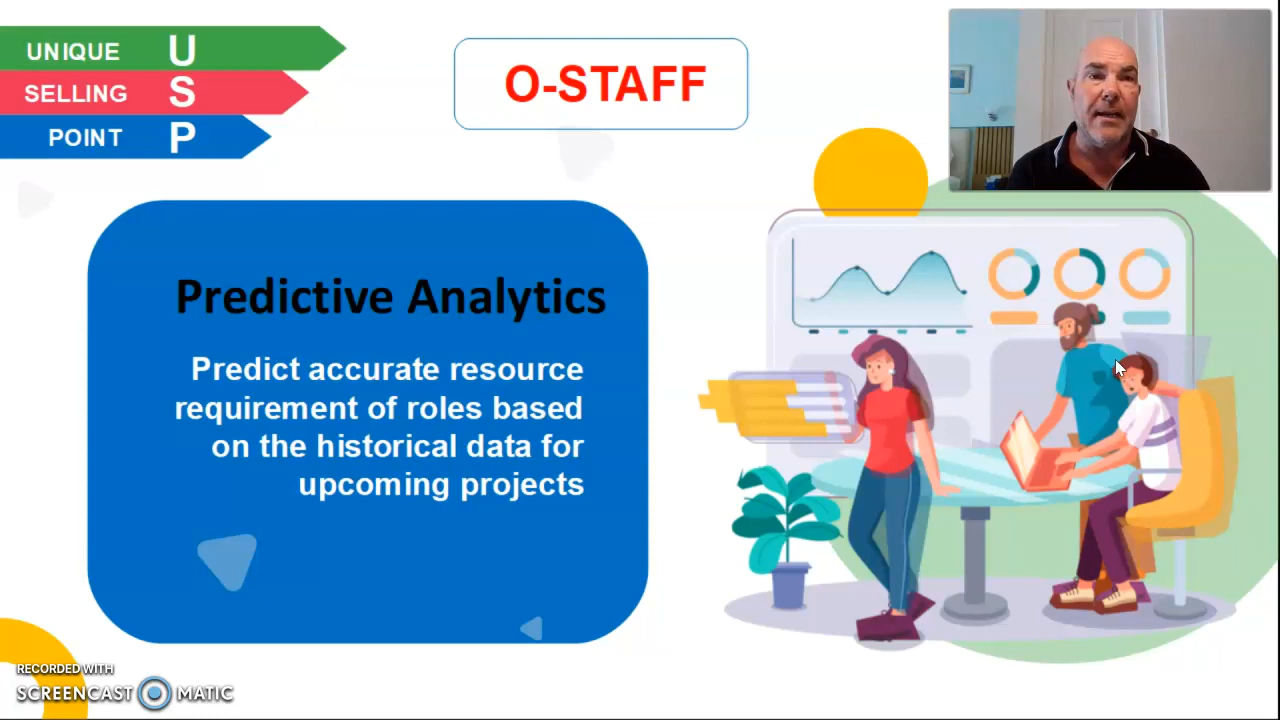 UNIQUE U
SELLING S
POINT P
O-STAFF
Predictive Analytics
Predict accurate resource
requirement of roles based
on the historical data for
upcoming projects
RECORDED WITH
SCREENCAST MATIC